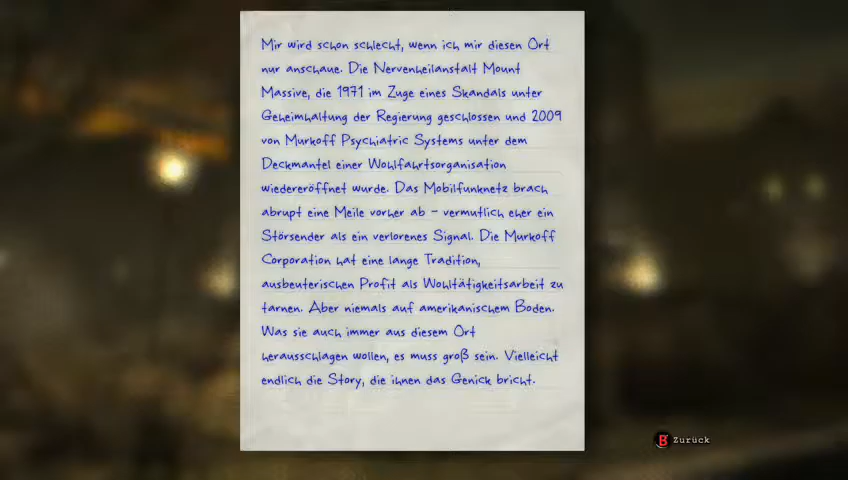 Mir wird schon schlecht, wenn ich mir diesen Ort
nur anschaue. Die Nervenheilanstalt Mount
Massive, die 1971 im Zuge eines Skandals unter
Geheimhaltung der Regierung geschlossen und 2009
von Murkoff Psychiatric Systems unter dem
Deckmantel einer Wohlfahrtsorganisation
wiedereröffnet wurde. Das Mobilfunknetz brach
abrupt eine Meile vorher ab - vermutlich eher ein
Störsender als ein verlorenes Signal. Die Murkoff
Corporation hat eine lange Tradition,
ausbeuterischen Profit als Wohltätigkeitsarbeit zu
tarnen. Aber niemals auf amerikanischem Boden.
Was sie auch immer aus diesem Ort
herausschlagen wollen, es muss groß sein. Vielleicht
endlich die Story, die ihnen das Genick bricht.
B Zurück